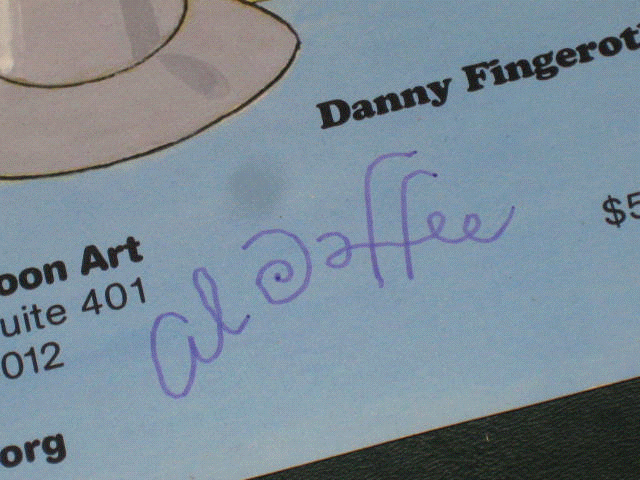 Danny Fingerot
Al Jaffee
$5
oon Art
uite 401
012
org